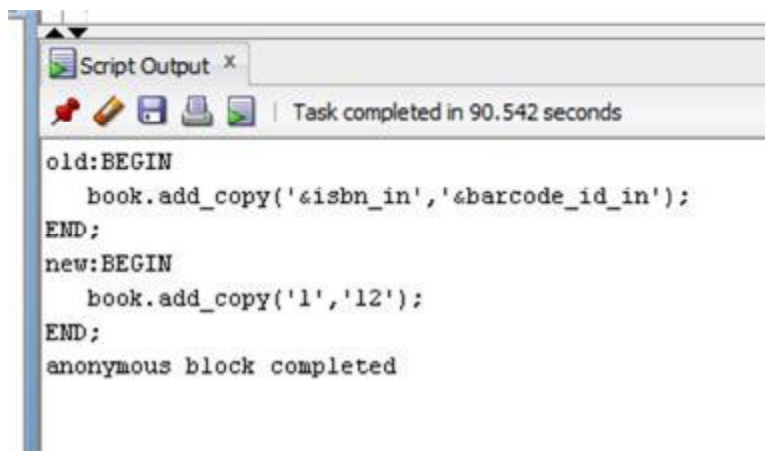 Script Output x
Task completed in 90.542 seconds
old:BEGIN
   book.add_copy('&isbn_in','&barcode_id_in');
END;
new:BEGIN
   book.add_copy('1','12');
END;
anonymous block completed